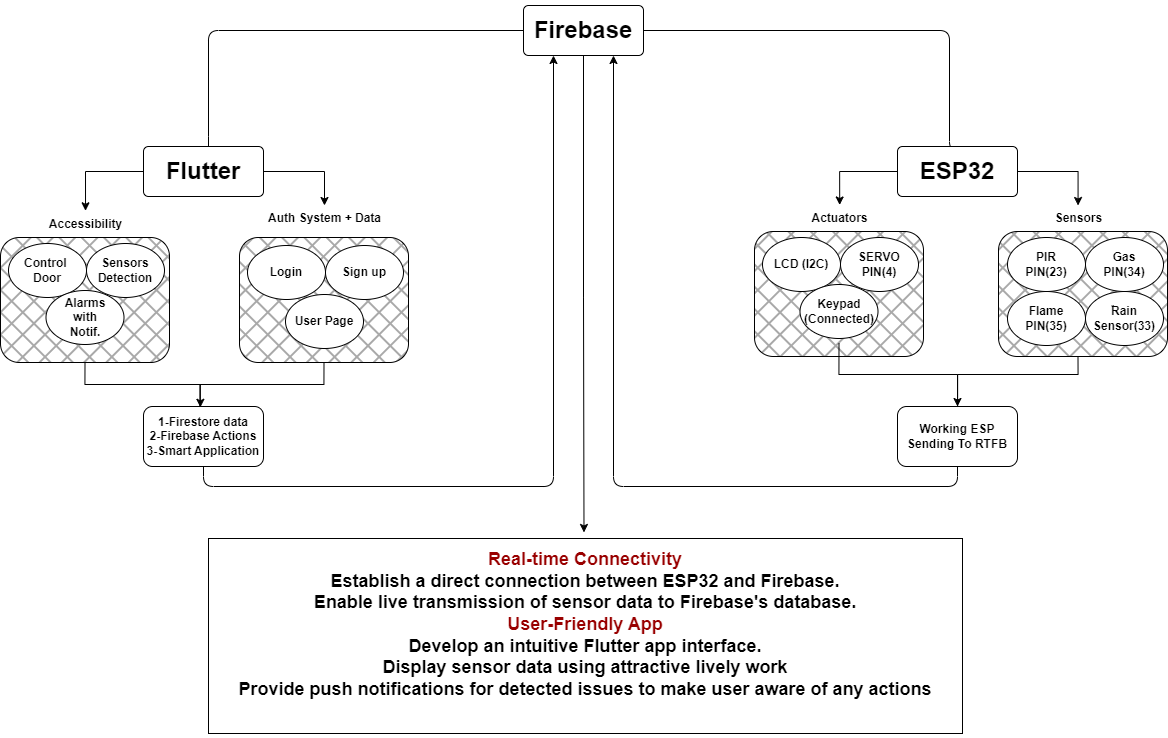 Firebase
Flutter
ESP32
Accessibility
Auth System + Data
Actuators
Sensors
Control
Door
Sensors
Detection
Alarms
with
Notif.
Login
Sign up
User Page
LCD (I2C)
SERVO
PIN(4)
Keypad
(Connected)
PIR
PIN(23)
Gas
PIN(34)
Flame
PIN(35)
Rain
Sensor(33)
1-Firestore data
2-Firebase Actions
3-Smart Application
Working ESP
Sending To RTFB
Real-time Connectivity
Establish a direct connection between ESP32 and Firebase.
Enable live transmission of sensor data to Firebase's database.
User-Friendly App
Develop an intuitive Flutter app interface.
Display sensor data using attractive lively work
Provide push notifications for detected issues to make user aware of any actions